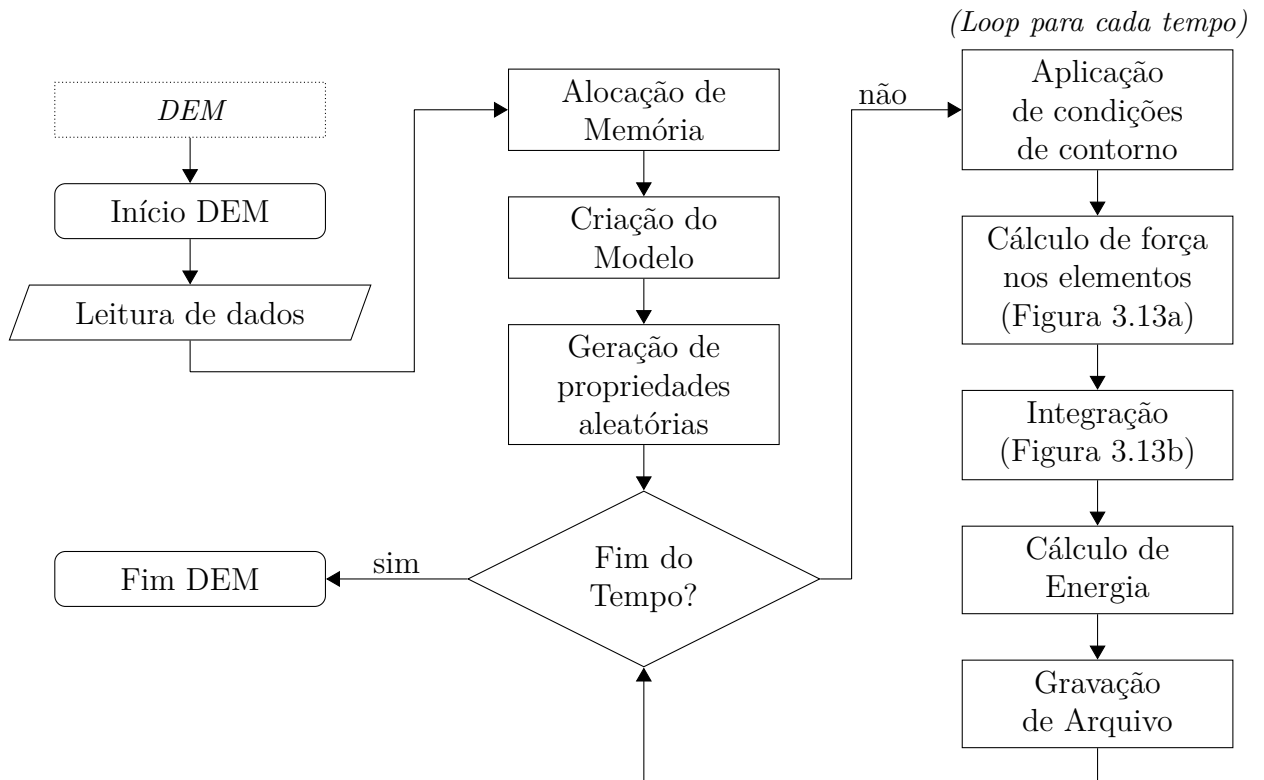 DEM
Início DEM
Leitura de dados
Alocação de
Memória
Criação do
Modelo
Geração de
propriedades
aleatórias
Fim do
Tempo?
sim
Fim DEM
não
(Loop para cada tempo)
Aplicação
de condições
de contorno
Cálculo de força
nos elementos
(Figura 3.13a)
Integração
(Figura 3.13b)
Cálculo de
Energia
Gravação
de Arquivo